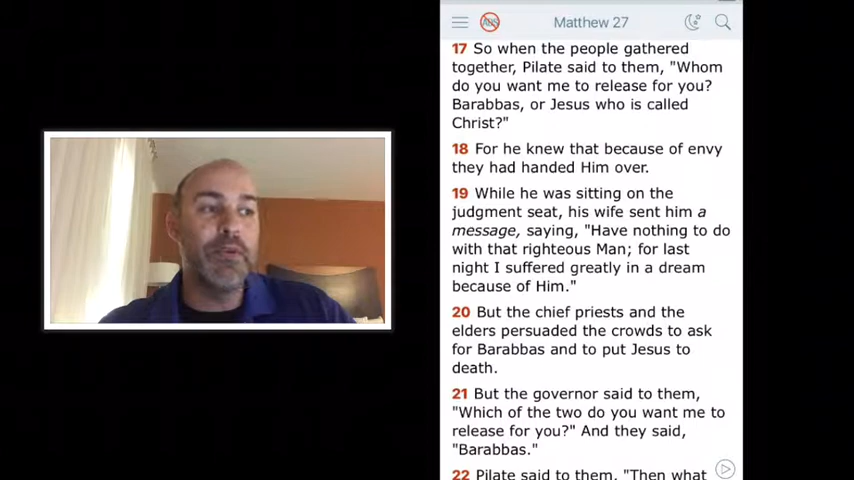 ADS
Matthew 27
17 So when the people gathered
together, Pilate said to them, "Whom
do you want me to release for you?
Barabbas, or Jesus who is called
Christ?"
18 For he knew that because of envy
they had handed Him over.
19 While he was sitting on the
judgment seat, his wife sent him a
message, saying, "Have nothing to do
with that righteous Man; for last
night I suffered greatly in a dream
because of Him."
20 But the chief priests and the
elders persuaded the crowds to ask
for Barabbas and to put Jesus to
death.
21 But the governor said to them,
"Which of the two do you want me to
release for you?" And they said,
"Barabbas."
22 Pilate said to them, "Then what